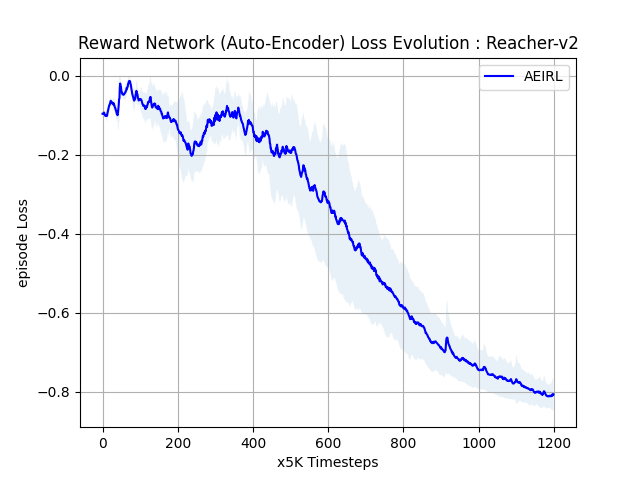 Reward Network (Auto-Encoder) Loss Evolution : Reacher-v2
AEIRL
0.0
−0.2
−0.4
−0.6
−0.8
episode Loss
0 200 400 600 800 1000 1200
x5K Timesteps